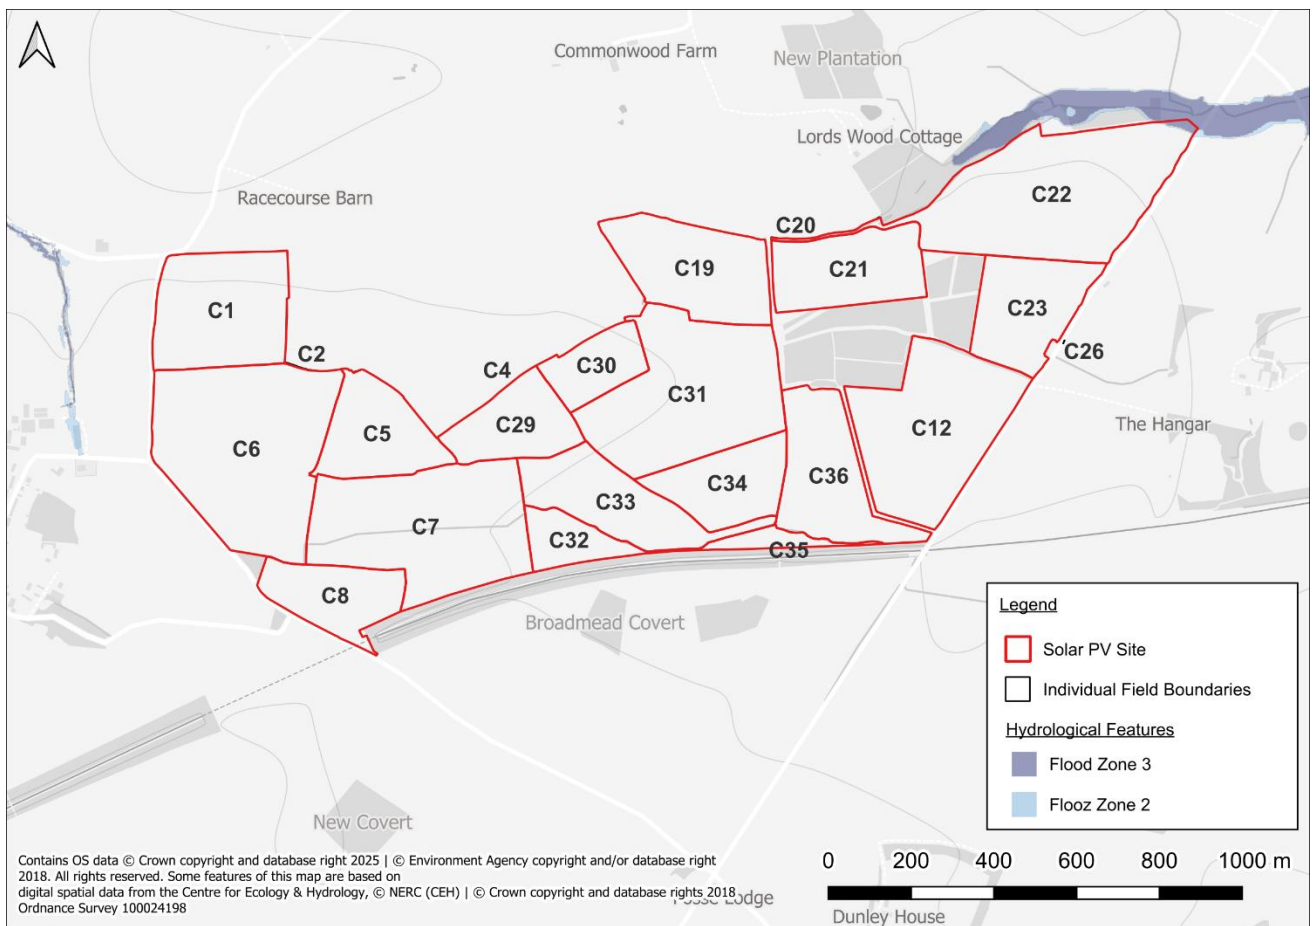 Commonwood Farm
New Plantation
Lords Wood Cottage
Racecourse Barn
C22
C20
C19
C21
C1
C23
C2
C26
C4
C30
C31
The Hangar
C29
C5
C12
C6
C36
C34
C33
C7
C32
C35
C8
Broadmead Covert
Legend
Solar PV Site
Individual Field Boundaries
Hydrological Features
Flood Zone 3
Flooz Zone 2
New Covert
Contains OS data © Crown copyright and database right 2025 | © Environment Agency copyright and/or database right
2018. All rights reserved. Some features of this map are based on
digital spatial data from the Centre for Ecology & Hydrology, © NERC (CEH) | © Crown copyright and database rights 2018
Ordnance Survey 100024198
Lodge
0 200 400 600 800 1000 m
Dunley House